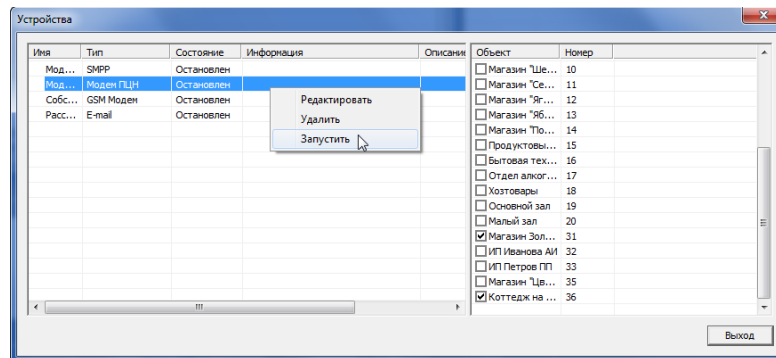 Устройства
Имя Тип Состояние Информация Описание
Мод... SMPP Остановлен
Мод... Модем ПЦН Остановлен
Собс... GSM Модем Остановлен
Расс... E-mail Остановлен
Редактировать
Удалить
Запустить
Объект Номер
Магазин "Ше... 10
Магазин "Се... 11
Магазин "Яг... 12
Магазин "Яб... 13
Магазин "По... 14
Продуктовы... 15
Бытовая тех... 16
Отдел алког... 17
Хозтовары 18
Основной зал 19
Малый зал 20
Магазин Зол... 31
ИП Иванова АИ 32
ИП Петров ПП 33
Магазин "Цв... 35
Коттедж на ... 36
Выход